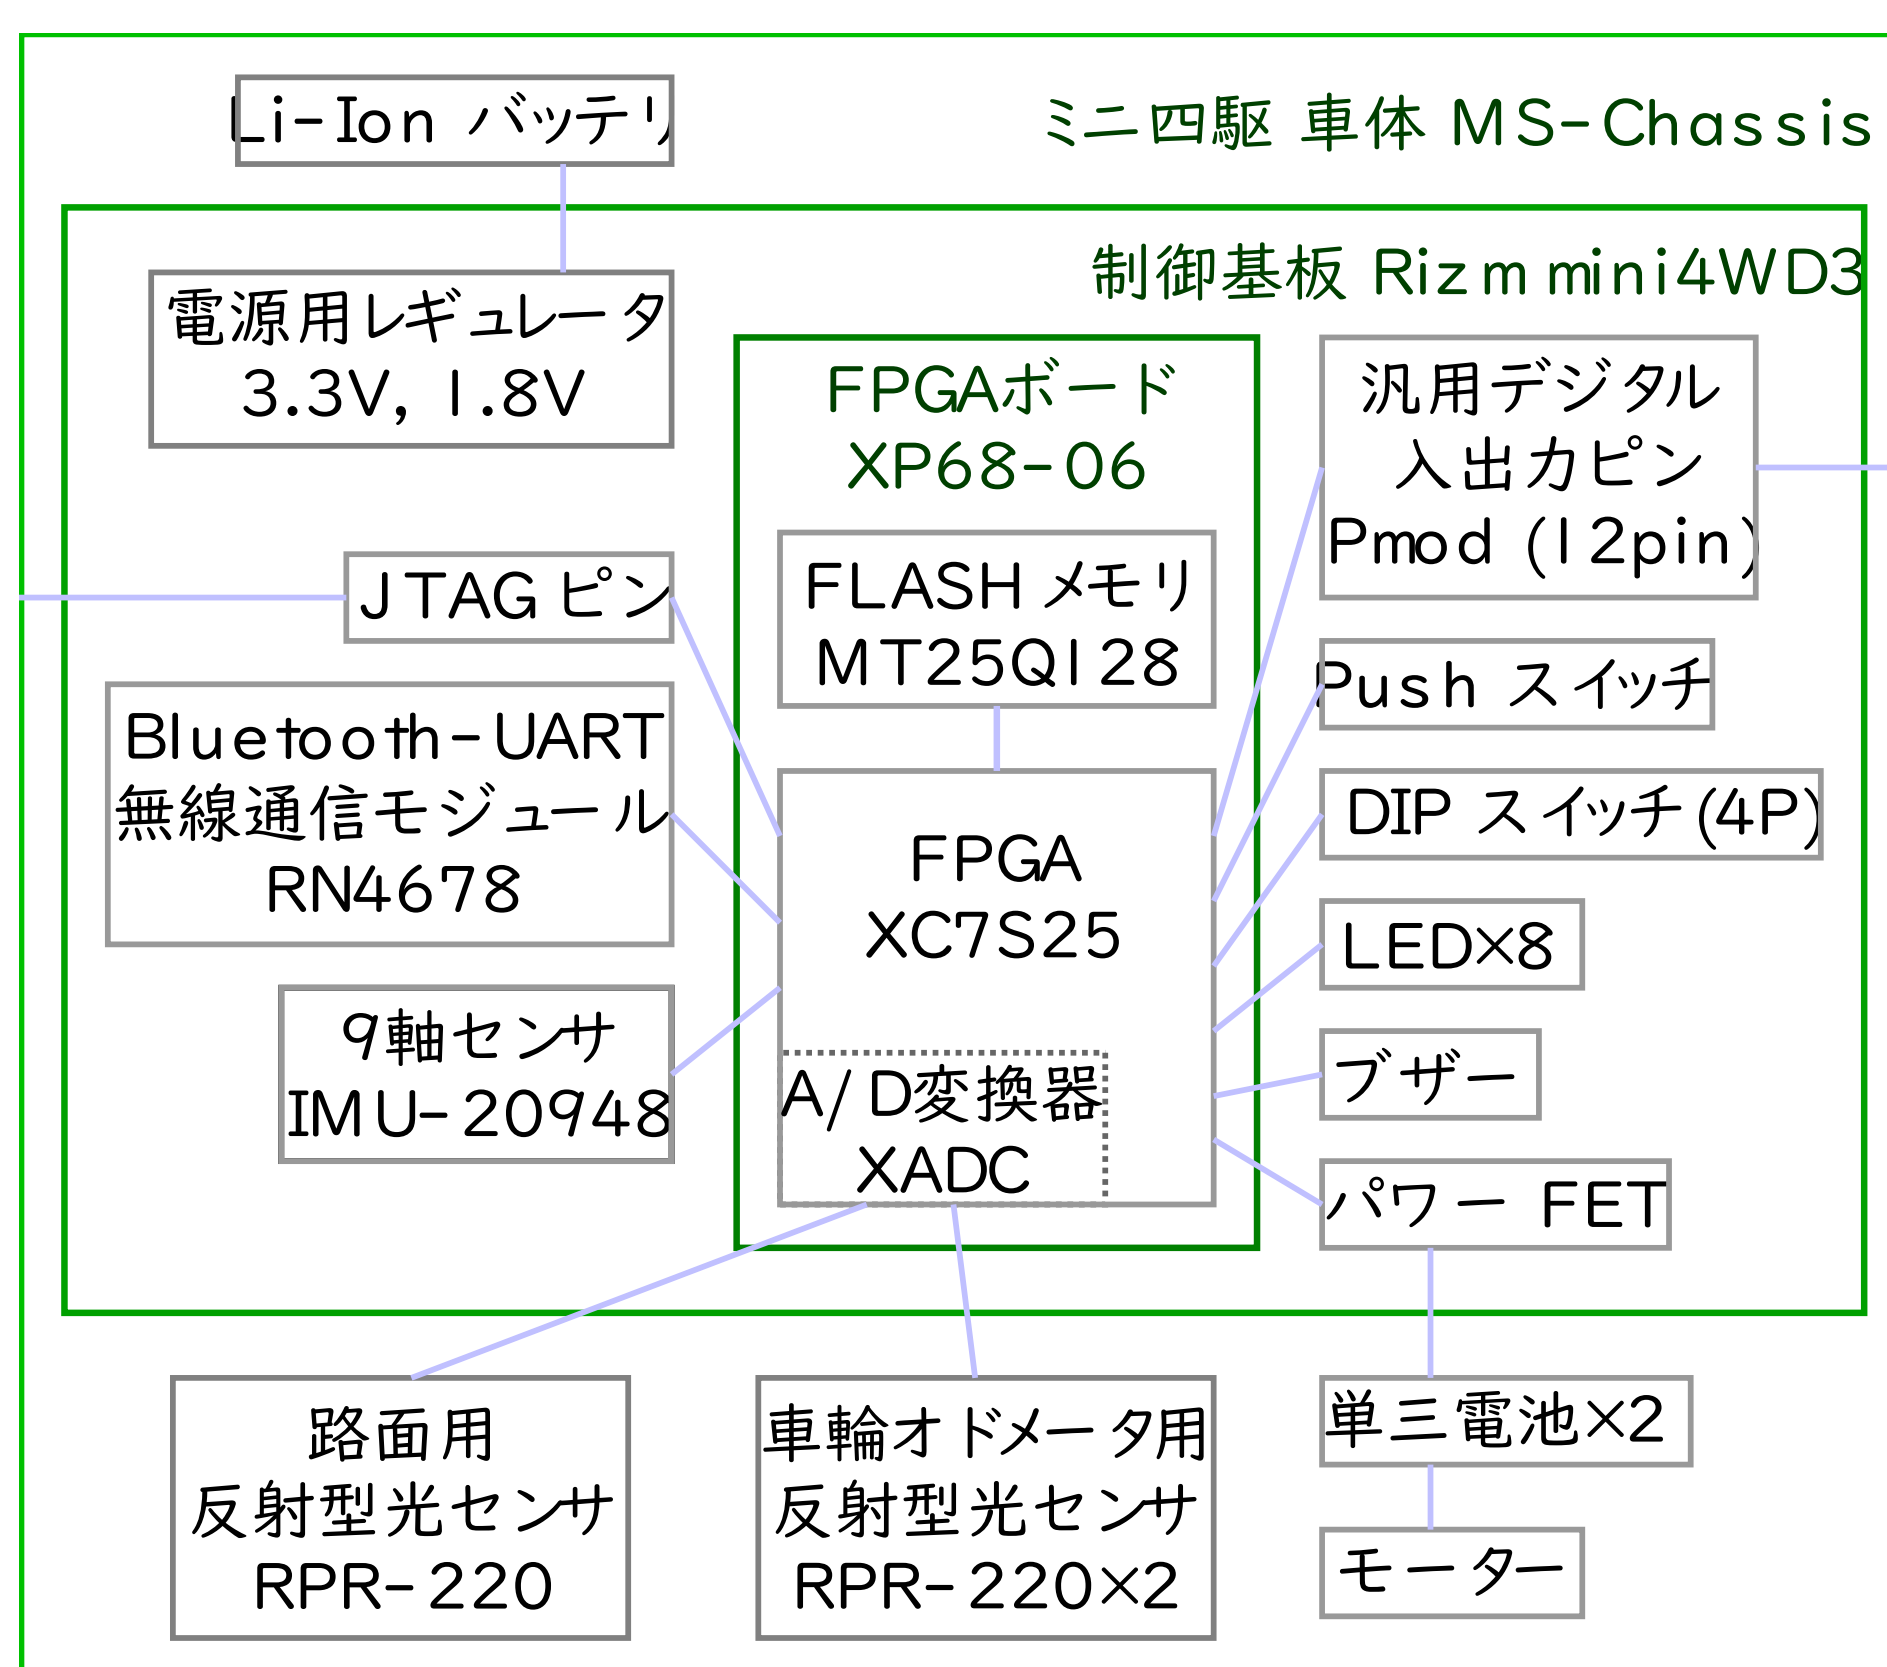 Li-Ion バッテリ
ミニ四駆 車体 MS-Chassis
制御基板 Rizm mini4WD3
電源用レギュレータ
3.3V, 1.8V
FPGAボード
XP68-06
汎用デジタル
入出力ピン
Pmod (12pin)
JTAG ピン
FLASH メモリ
MT25Q128
Push スイッチ
Bluetooth-UART
無線通信モジュール
RN4678
DIP スイッチ(4P)
FPGA
XC7S25
LED×8
9軸センサ
IMU-20948
ブザー
A/D変換器
XADC
パワー FET
路面用
反射型光センサ
RPR-220
車輪オドメータ用
反射型光センサ
RPR-220×2
単三電池×2
モーター